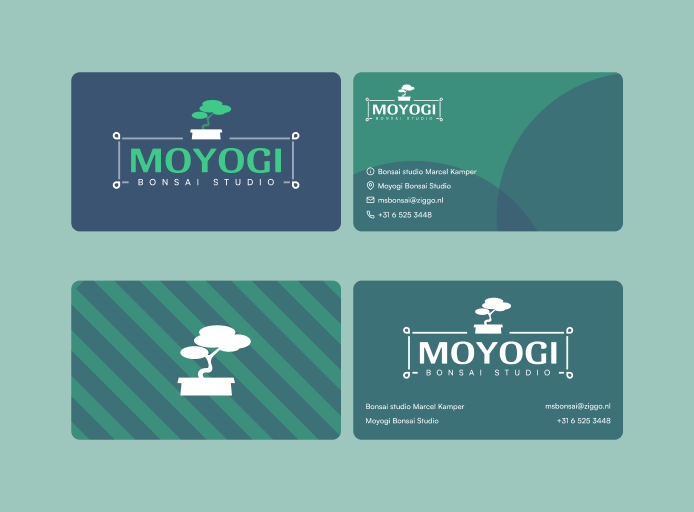 MOYOGI
BONSAI STUDIO
MOYOGI
BONSAI STUDIO
Bonsai studio Marcel Kamper
Moyogi Bonsai Studio
msbonsai@ziggo.nl
+31 6 525 3448
MOYOGI
BONSAI STUDIO
Bonsai studio Marcel Kamper
msbonsai@ziggo.nl
Moyogi Bonsai Studio
+31 6 525 3448